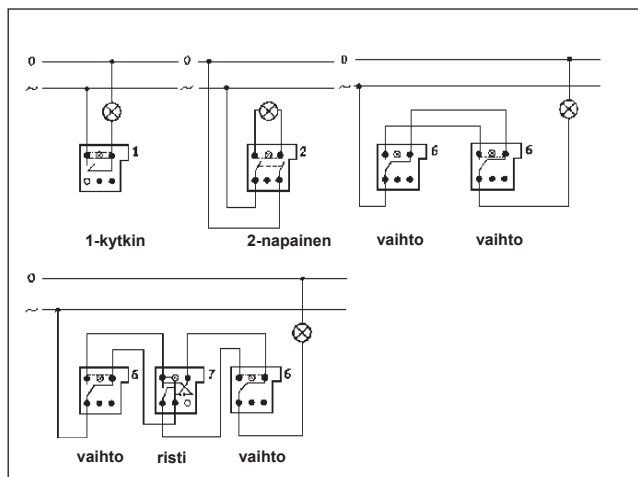 0 0 0
~ ~ ~
1 2 6 6
1-kytkin 2-napainen vaihto vaihto
0
~
6 7 6
vaihto risti vaihto